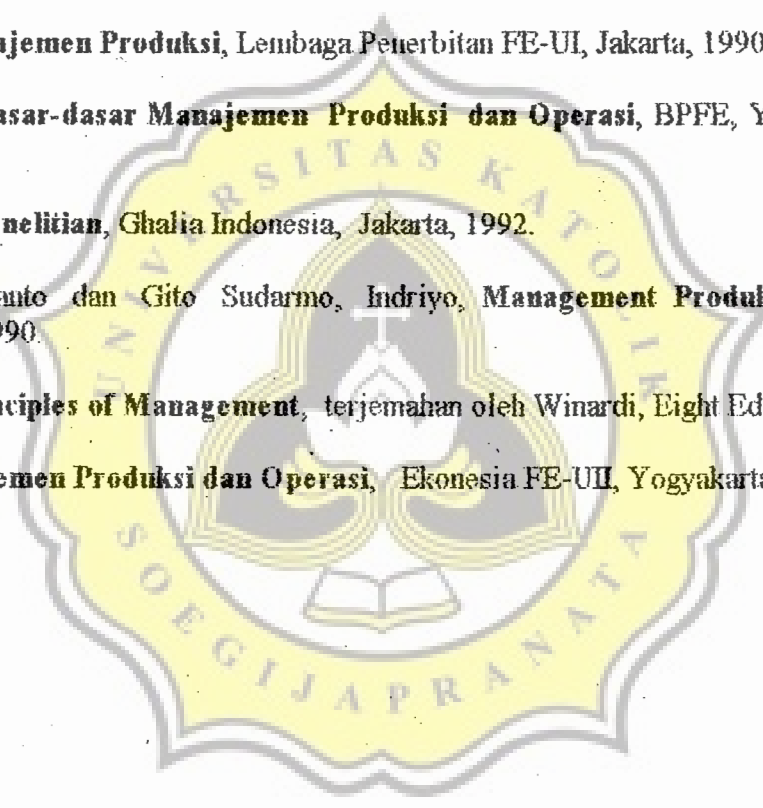 ajemen Produksi, Lembaga Penerbitan FE-UI, Jakarta, 1990
asar-dasar Manajemen Produksi dan Operasi, BPFE, Y
nelitian, Ghalia Indonesia, Jakarta, 1992.
anto dan Gito Sudarmo, Indriyo, Management Produk
990.
nciples of Management, terjemahan oleh Winardi, Eight Ed
emen Produksi dan Operasi, Ekonesia FE-UII, Yogyakarta
UNIVERSITAS KATOLIK
SOEGIJAPRANATA